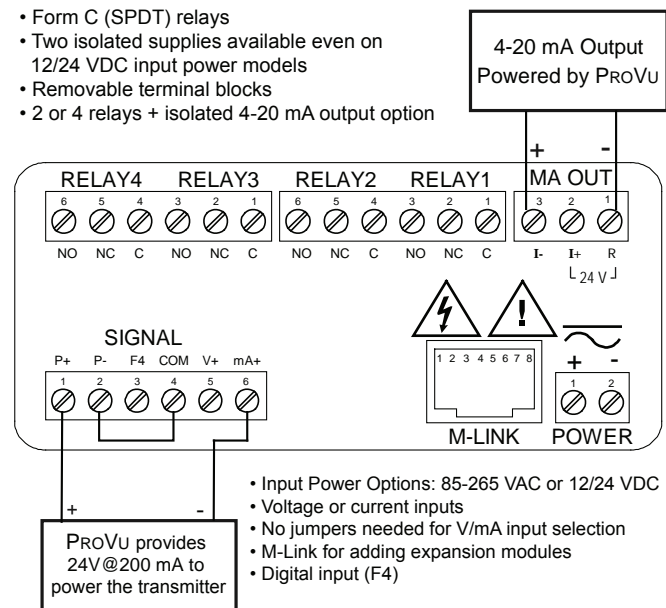 • Form C (SPDT) relays
• Two isolated supplies available even on
12/24 VDC input power models
• Removable terminal blocks
• 2 or 4 relays + isolated 4-20 mA output option
4-20 mA Output
Powered by PROVU
+ -
RELAY4 RELAY3 RELAY2 RELAY1 MA OUT
6 5 4 3 2 1 6 5 4 3 2 1 3 2 1
NO NC C NO NC C NO NC C NO NC C I- I+ R
24 V
SIGNAL
P+ P- F4 COM V+ mA+
1 2 3 4 5 6
!
1 2 3 4 5 6 7 8
+ -
1 2
M-LINK POWER
+ -
PROVU provides
24V@200 mA to
power the transmitter
• Input Power Options: 85-265 VAC or 12/24 VDC
• Voltage or current inputs
• No jumpers needed for V/mA input selection
• M-Link for adding expansion modules
• Digital input (F4)